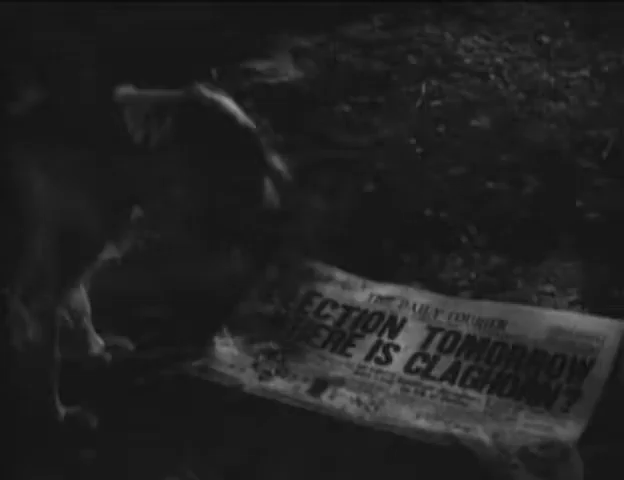 THE DAILY COURIER
ECTION TOMORROW
HERE IS CLAGHORN?